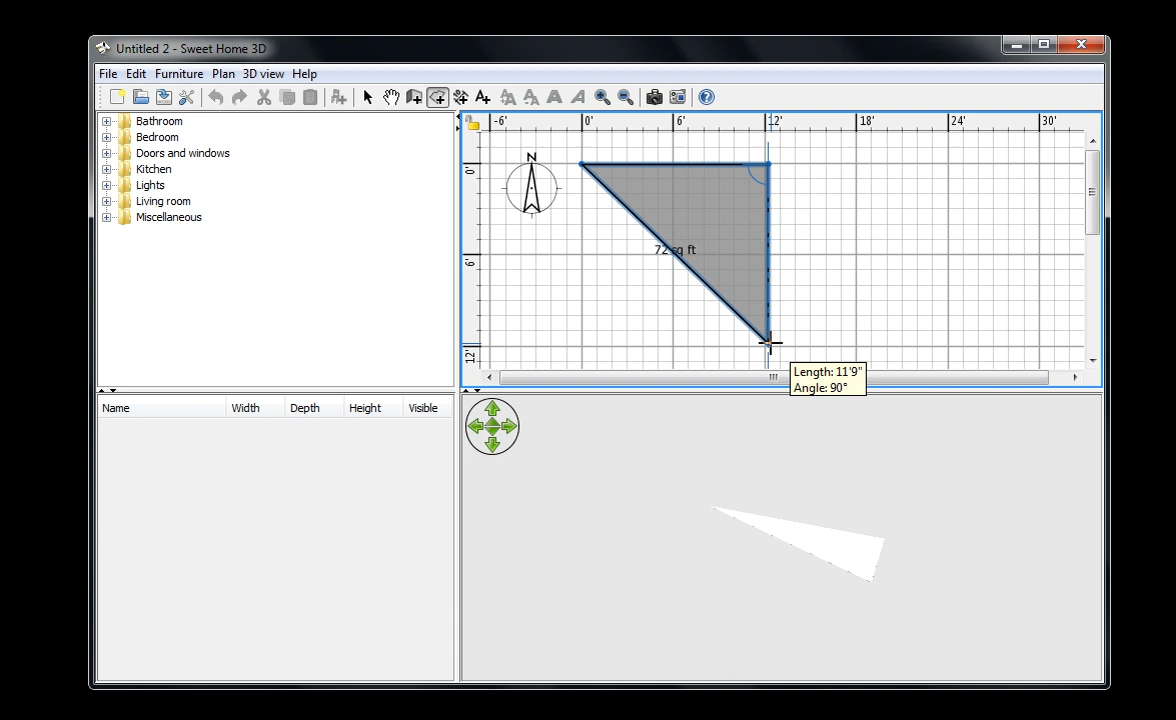 Untitled 2 - Sweet Home 3D
File Edit Furniture Plan 3D view Help
Bathroom
Bedroom
Doors and windows
Kitchen
Lights
Living room
Miscellaneous
-6' 0' 6' 12' 18' 24' 30'
0'
6'
12'
N
72 sq ft
Length: 11'9"
Angle: 90°
Name Width Depth Height Visible